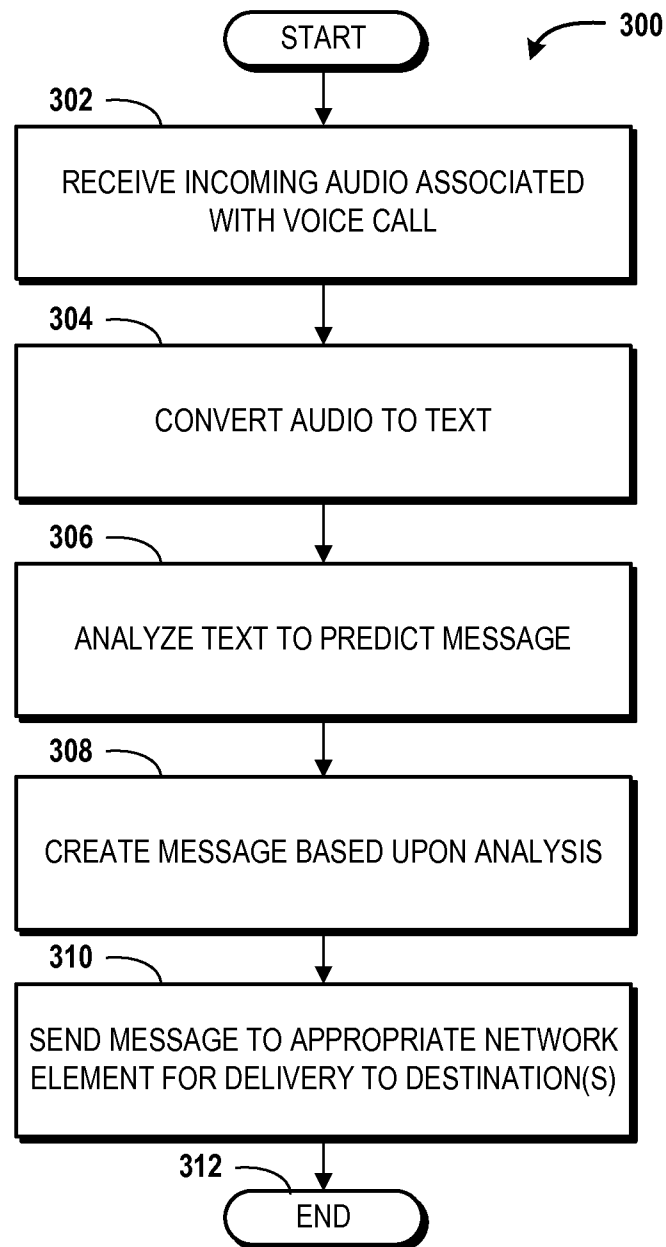 START
300
302
RECEIVE INCOMING AUDIO ASSOCIATED
WITH VOICE CALL
304
CONVERT AUDIO TO TEXT
306
ANALYZE TEXT TO PREDICT MESSAGE
308
CREATE MESSAGE BASED UPON ANALYSIS
310
SEND MESSAGE TO APPROPRIATE NETWORK
ELEMENT FOR DELIVERY TO DESTINATION(S)
312
END